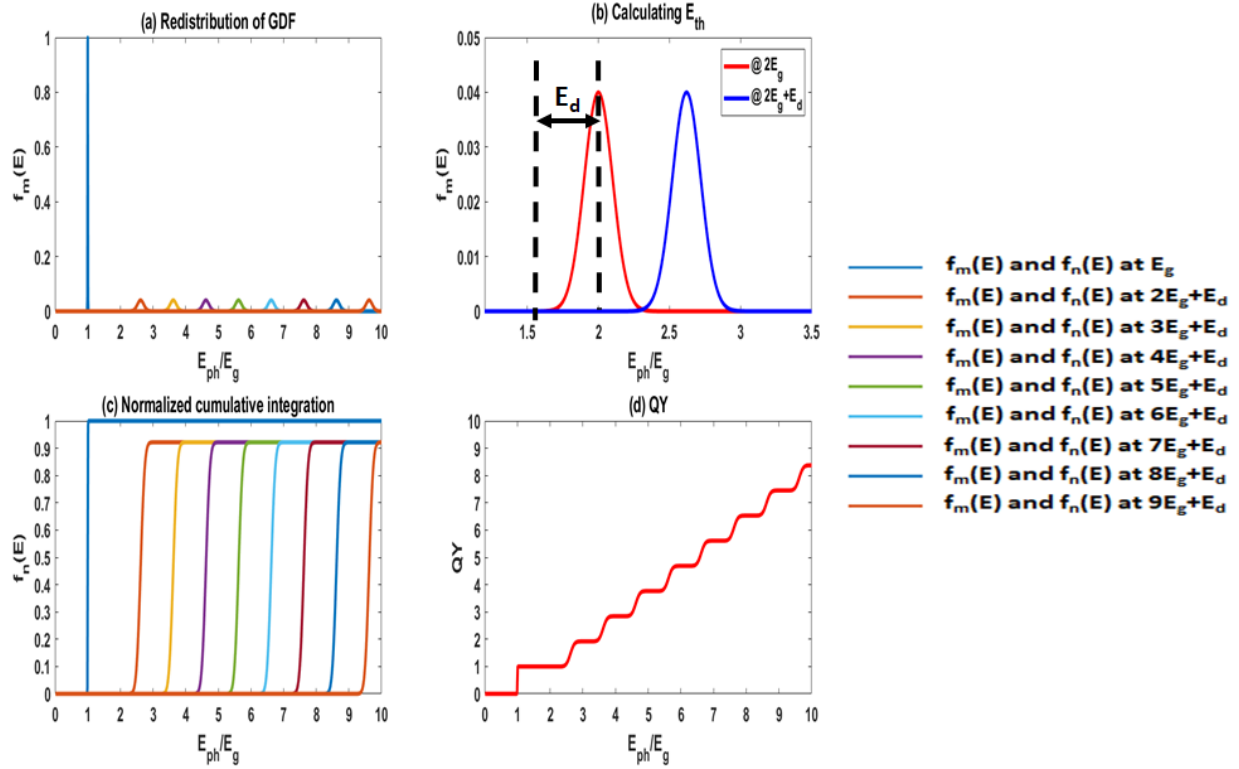 (a) Redistribution of GDF
f_m(E)
1
0.8
0.6
0.4
0.2
0
0 1 2 3 4 5 6 7 8 9 10
E_ph/E_g
(b) Calculating E_th
f_m(E)
0.05
0.04
0.03
0.02
0.01
0
E_d
@ 2E_g
@ 2E_g+E_d
1.5 2 2.5 3 3.5
E_ph/E_g
(c) Normalized cumulative integration
f_n(E)
1
0.9
0.8
0.7
0.6
0.5
0.4
0.3
0.2
0.1
0
0 1 2 3 4 5 6 7 8 9 10
E_ph/E_g
(d) QY
QY
10
9
8
7
6
5
4
3
2
1
0
0 1 2 3 4 5 6 7 8 9 10
E_ph/E_g
f_m(E) and f_n(E) at E_g
f_m(E) and f_n(E) at 2E_g+E_d
f_m(E) and f_n(E) at 3E_g+E_d
f_m(E) and f_n(E) at 4E_g+E_d
f_m(E) and f_n(E) at 5E_g+E_d
f_m(E) and f_n(E) at 6E_g+E_d
f_m(E) and f_n(E) at 7E_g+E_d
f_m(E) and f_n(E) at 8E_g+E_d
f_m(E) and f_n(E) at 9E_g+E_d